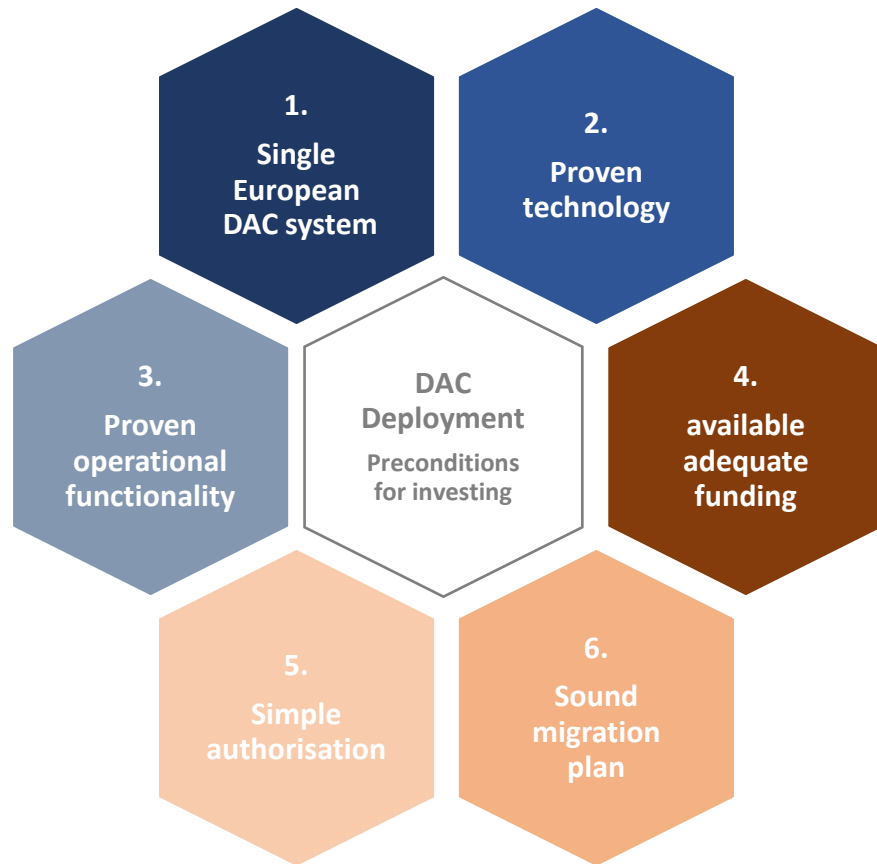 1.
Single
European
DAC system
2.
Proven
technology
3.
Proven
operational
functionality
DAC
Deployment
Preconditions
for investing
4.
available
adequate
funding
5.
Simple
authorisation
6.
Sound
migration
plan